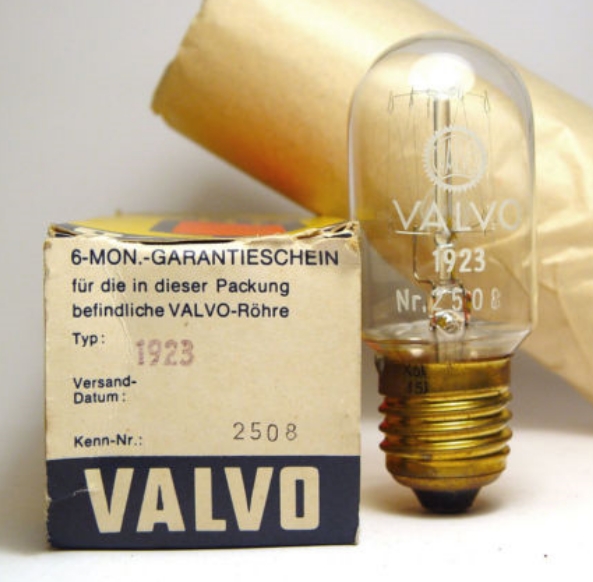 6-MON.-GARANTIESCHEIN
für die in dieser Packung
befindliche VALVO-Röhre
Typ: 1923
Versand-
Datum:
Kenn-Nr.: 2508
VALVO
VALVO
1923
Nr. 2508